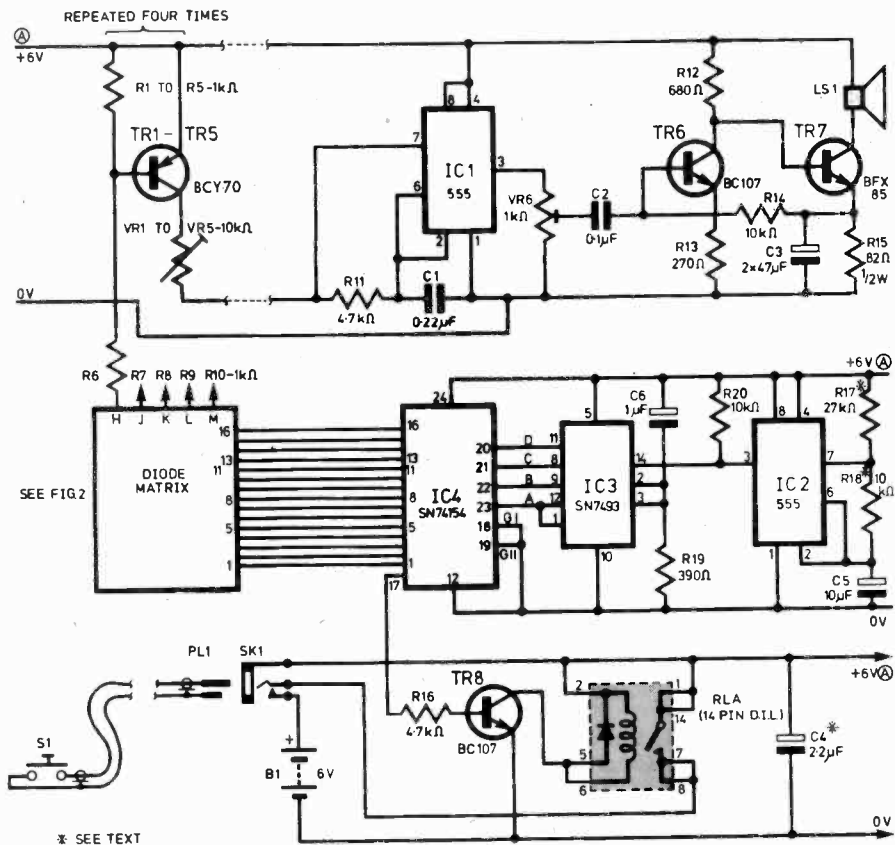 REPEATED FOUR TIMES
Ⓐ
+6V
R1 TO R5-1kΩ
TR1- TR5
BCY70
VR1 TO VR5-10kΩ
0V
8 4
7
IC1
555
3
6
2 1
R11
4·7kΩ
C1
0·22µF
VR6
1kΩ
C2
0·1µF
R12
680Ω
TR6
BC107
R13
270Ω
R14
10kΩ
C3
2×47µF
LS1
TR7
BFX
85
R15
82Ω
1/2W
R6 R7 R8 R9 R10-1kΩ
H J K L M
16
13
11
8
5
1
DIODE
MATRIX
SEE FIG.2
24
16
13
11
8
5
1
17
IC4
SN74154
20
21
22
23
18
19
12
D
C
B
A
GI
GII
11
8
9
12
1
5
IC3
SN7493
14
2
3
10
C6
1µF
R19
390Ω
R20
10kΩ
+6V Ⓐ
8 4
3
IC2
555
7
6
1 2
R17*
27kΩ
R18*
10
kΩ
C5
10µF
0V
PL1 SK1
S1
B1 6V
+
R16
4·7kΩ
TR8
BC107
2
5
6
1
14
7
8
RLA
(14 PIN D.I.L)
+6V Ⓐ
C4*
2·2µF
0V
* SEE TEXT